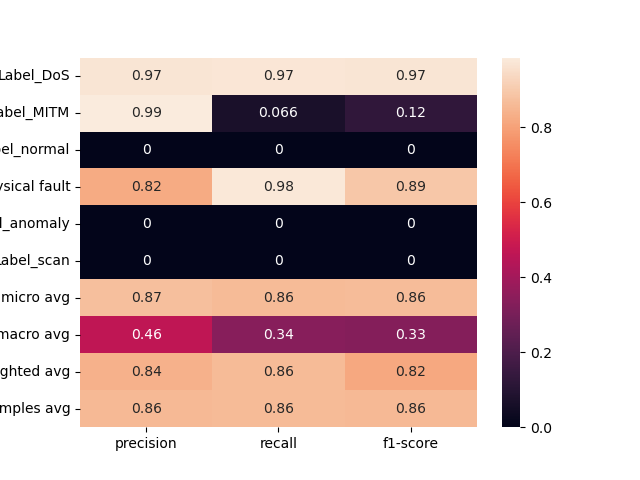 Label_DoS 0.97 0.97 0.97
abel_MITM 0.99 0.066 0.12
el_normal 0 0 0
ysical fault 0.82 0.98 0.89
l_anomaly 0 0 0
Label_scan 0 0 0
micro avg 0.87 0.86 0.86
macro avg 0.46 0.34 0.33
ghted avg 0.84 0.86 0.82
mples avg 0.86 0.86 0.86
precision recall f1-score
0.8
0.6
0.4
0.2
0.0